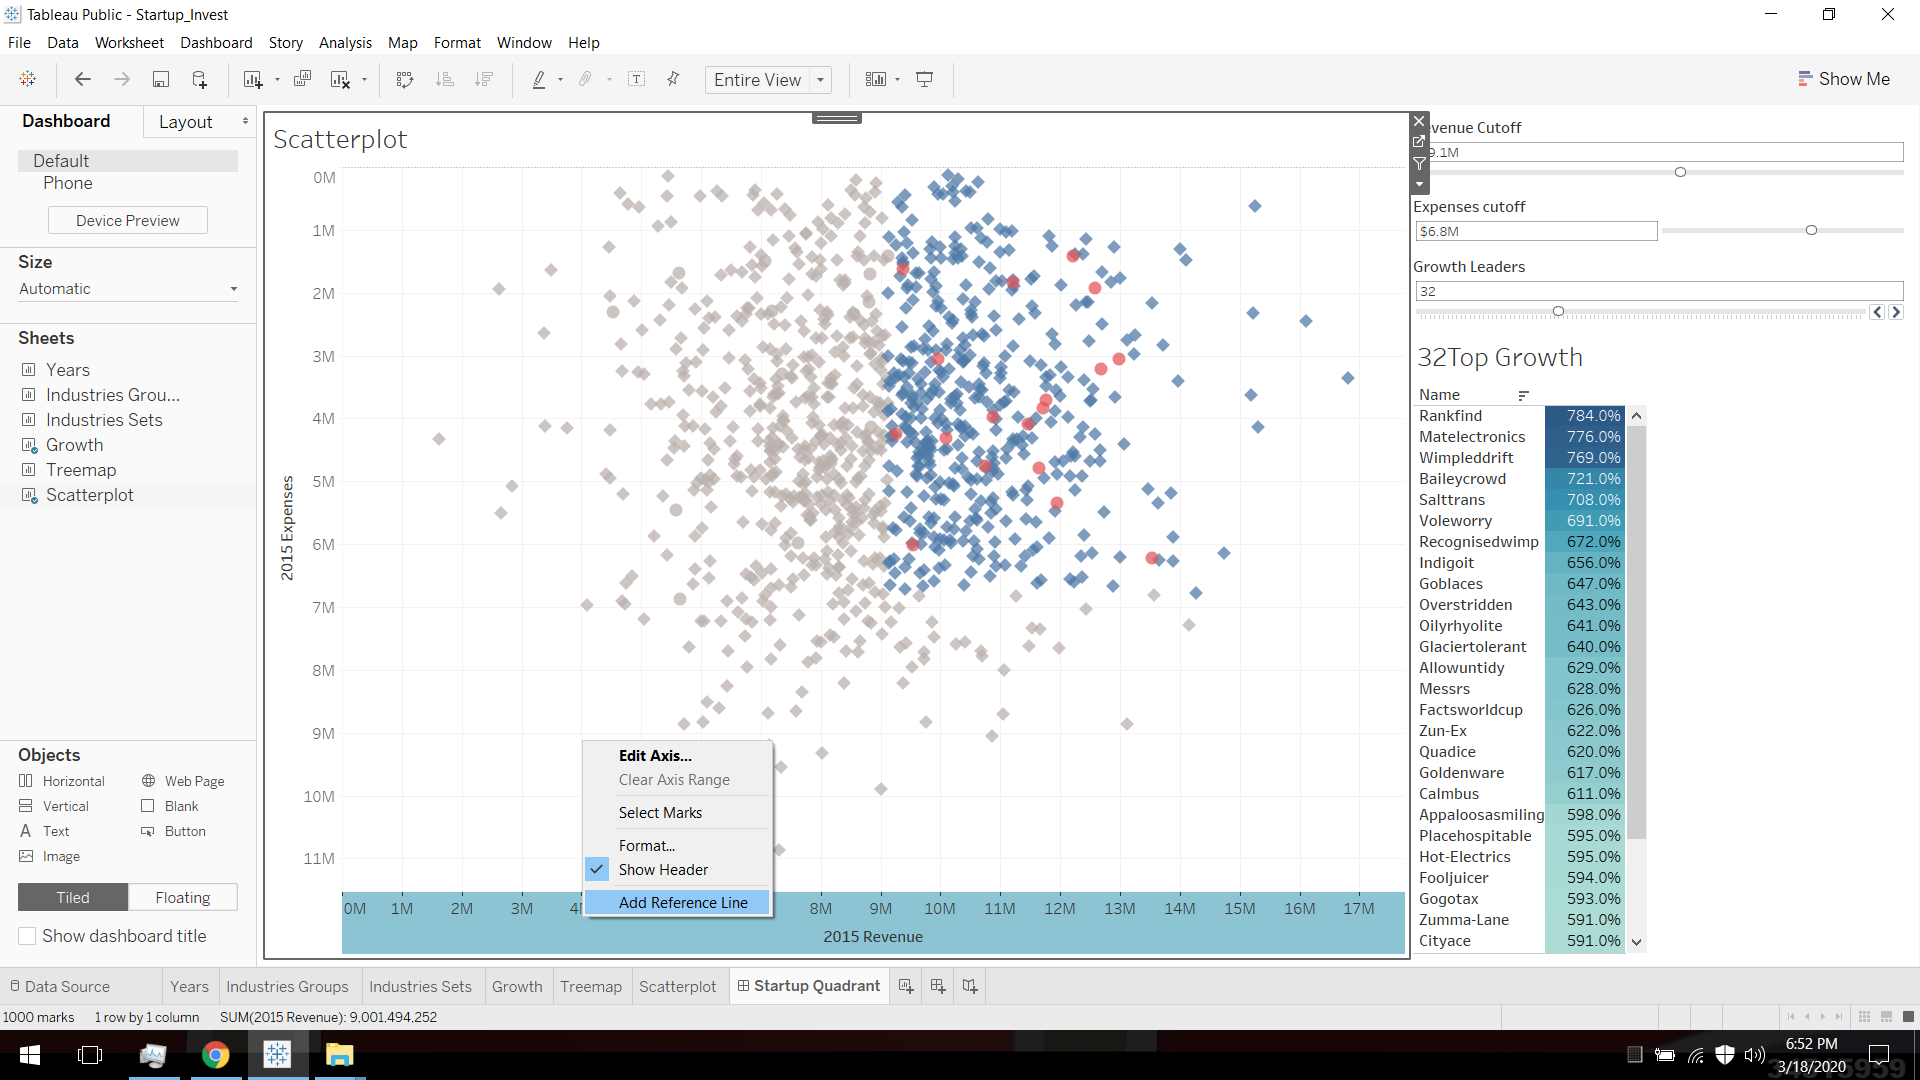 Tableau Public - Startup_Invest
File Data Worksheet Dashboard Story Analysis Map Format Window Help
Entire View
Show Me
Dashboard Layout
Default
Phone
Device Preview
Size
Automatic
Sheets
Years
Industries Grou...
Industries Sets
Growth
Treemap
Scatterplot
Objects
Horizontal Web Page
Vertical Blank
Text Button
Image
Tiled Floating
Show dashboard title
Scatterplot
2015 Expenses
0M
1M
2M
3M
4M
5M
6M
7M
8M
9M
10M
11M
Edit Axis...
Clear Axis Range
Select Marks
Format...
Show Header
Add Reference Line
0M 1M 2M 3M 8M 9M 10M 11M 12M 13M 14M 15M 16M 17M
2015 Revenue
evenue Cutoff
9.1M
Expenses cutoff
$6.8M
Growth Leaders
32
32Top Growth
Name
Rankfind 784.0%
Matelectronics 776.0%
Wimpleddrift 769.0%
Baileycrowd 721.0%
Salttrans 708.0%
Voleworry 691.0%
Recognisedwimp 672.0%
Indigoit 656.0%
Goblaces 647.0%
Overstridden 643.0%
Oilyrhyolite 641.0%
Glaciertolerant 640.0%
Allowuntidy 629.0%
Messrs 628.0%
Factsworldcup 626.0%
Zun-Ex 622.0%
Quadice 620.0%
Goldenware 617.0%
Calmbus 611.0%
Appaloosasmiling 598.0%
Placehospitable 595.0%
Hot-Electrics 595.0%
Fooljuicer 594.0%
Gogotax 593.0%
Zumma-Lane 591.0%
Cityace 591.0%
Data Source Years Industries Groups Industries Sets Growth Treemap Scatterplot Startup Quadrant
1000 marks 1 row by 1 column SUM(2015 Revenue): 9,001,494,252
6:52 PM
3/18/2020